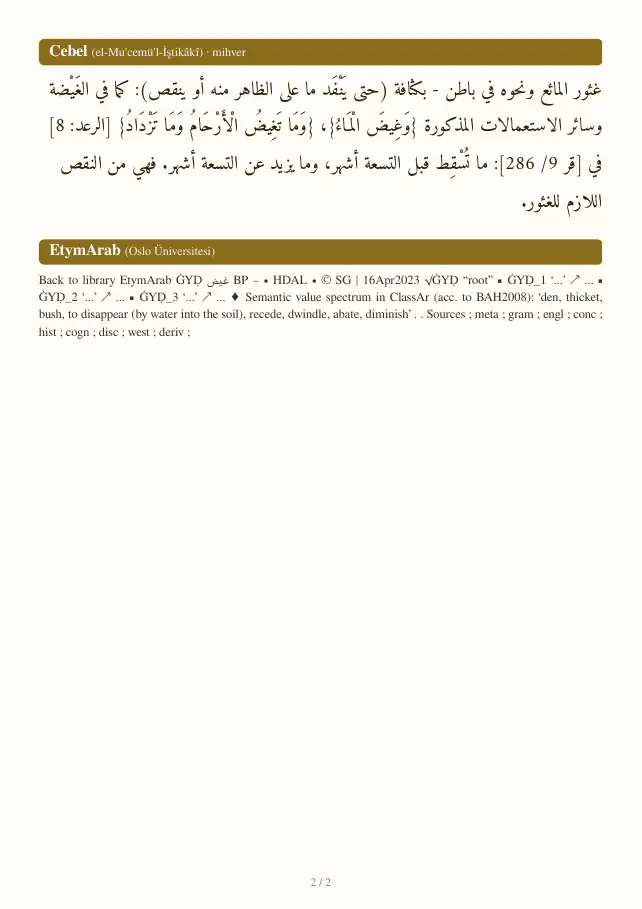 Cebel (el-Mu'cemü'l-İştikâkî) · mihver
غئور المائع ونحوه في باطن - بكثافة (حتى يَنْفَد ما على الظاهر منه أو ينقص): كما في الغَيْضة
وسائر الاستعمالات المذكورة {وَغِيضَ الْمَاءُ}، {وَمَا تَغِيضُ الْأَرْحَامُ وَمَا تَزْدَادُ} [الرعد: 8]
في [قر 9/ 286]: ما تُسْقِط قبل التسعة أشهر، وما يزيد عن التسعة أشهر. فهي من النقص
اللازم للغئور.
EtymArab (Oslo Üniversitesi)
Back to library EtymArab ĠYḌ غيض BP – • HDAL • © SG | 16Apr2023 √ĠYḌ “root” ▪ ĠYḌ_1 ‘...’ ↗ ... ▪
ĠYḌ_2 ‘...’ ↗ ... ▪ ĠYḌ_3 ‘...’ ↗ ... ♦ Semantic value spectrum in ClassAr (acc. to BAH2008): ‘den, thicket,
bush, to disappear (by water into the soil), recede, dwindle, abate, diminish’ . . Sources ; meta ; gram ; engl ; conc ;
hist ; cogn ; disc ; west ; deriv ;
2 / 2